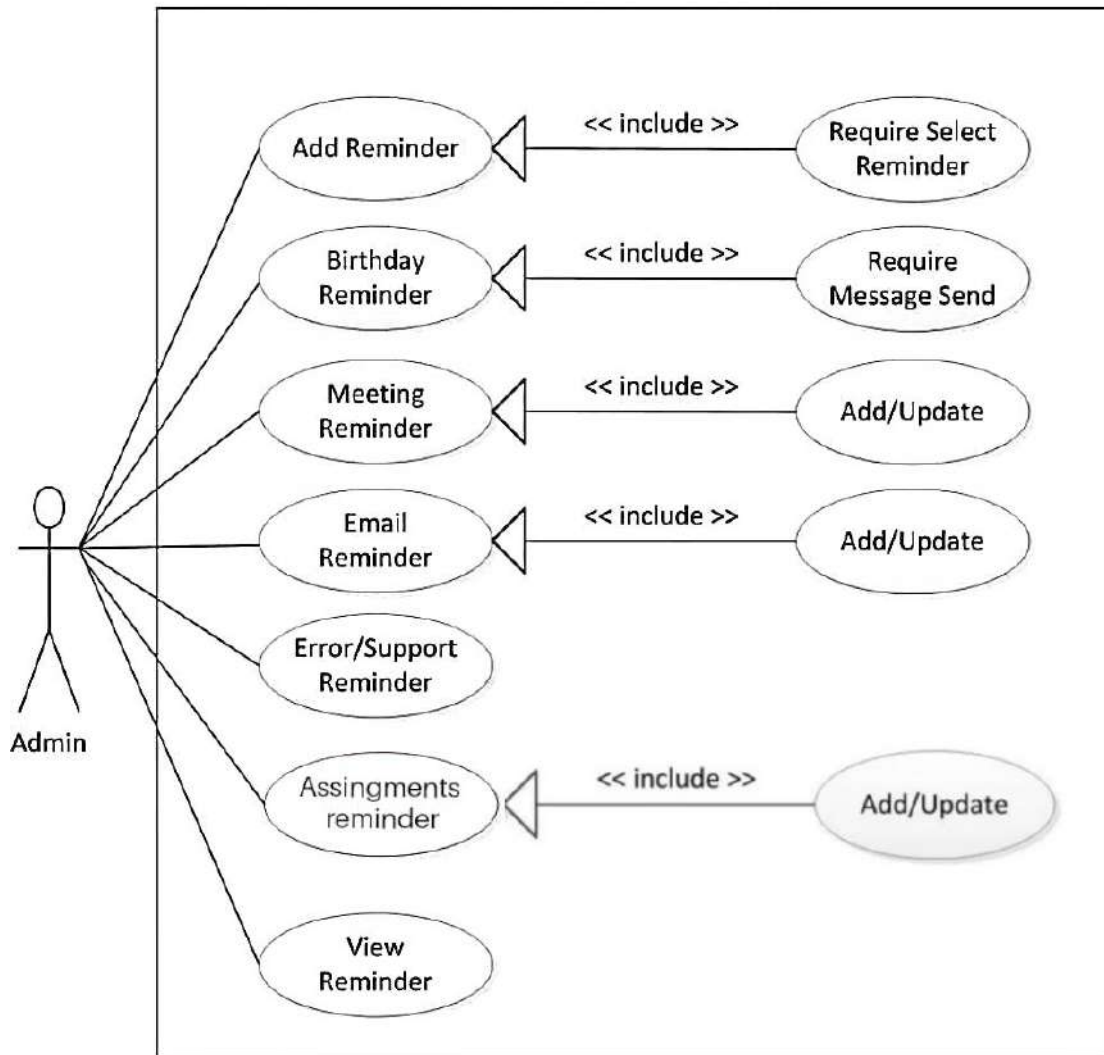 Add Reminder
<< include >>
Require Select
Reminder
Birthday
Reminder
<< include >>
Require
Message Send
Meeting
Reminder
<< include >>
Add/Update
Email
Reminder
<< include >>
Add/Update
Error/Support
Reminder
Admin
Assingments
reminder
<< include >>
Add/Update
View
Reminder